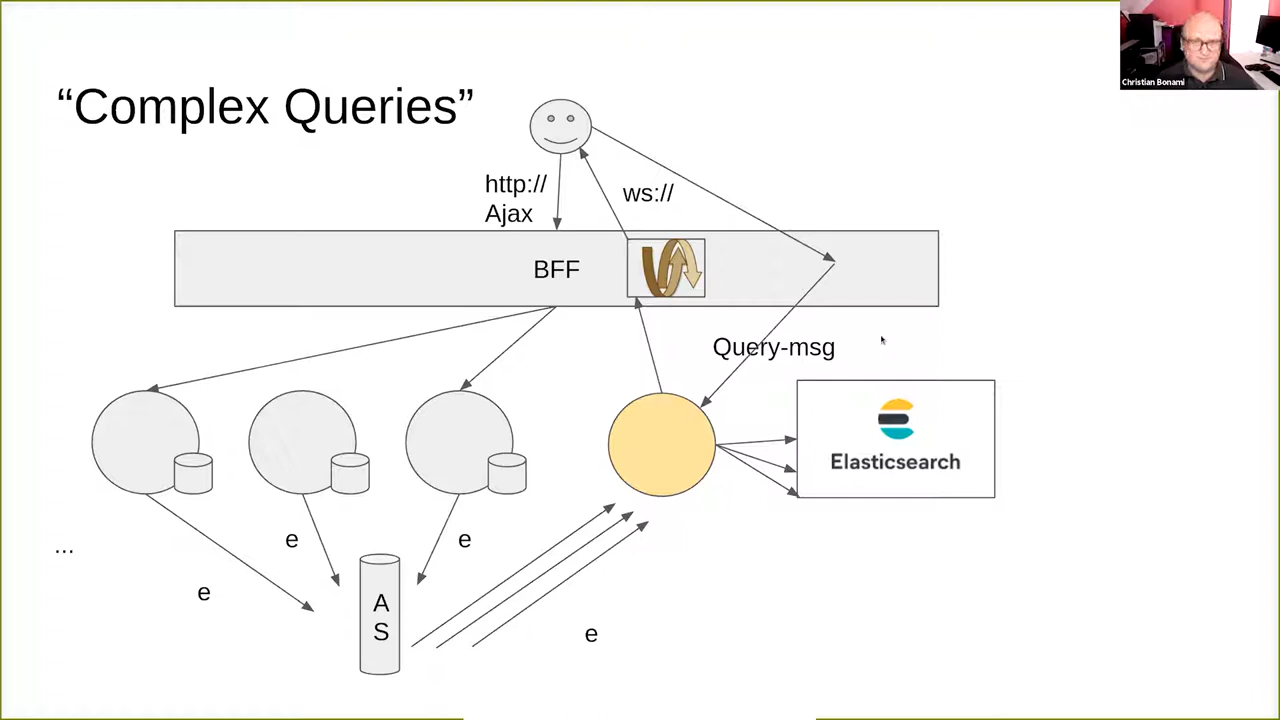 Christian Bonami
“Complex Queries”
http://
Ajax
ws://
BFF
Query-msg
Elasticsearch
e
e
...
e
A
S
e